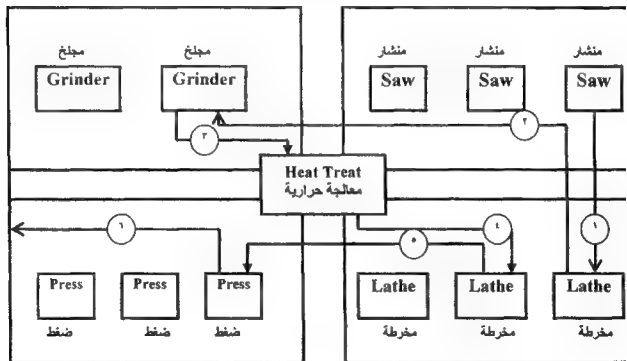 مجلخ
مجلخ
منشار
منشار
منشار
Grinder
Grinder
Saw
Saw
Saw
٣
٢
Heat Treat
معالجة حرارية
٦
٥
٤
١
Press
Press
Press
Lathe
Lathe
Lathe
ضغط
ضغط
ضغط
مخرطة
مخرطة
مخرطة